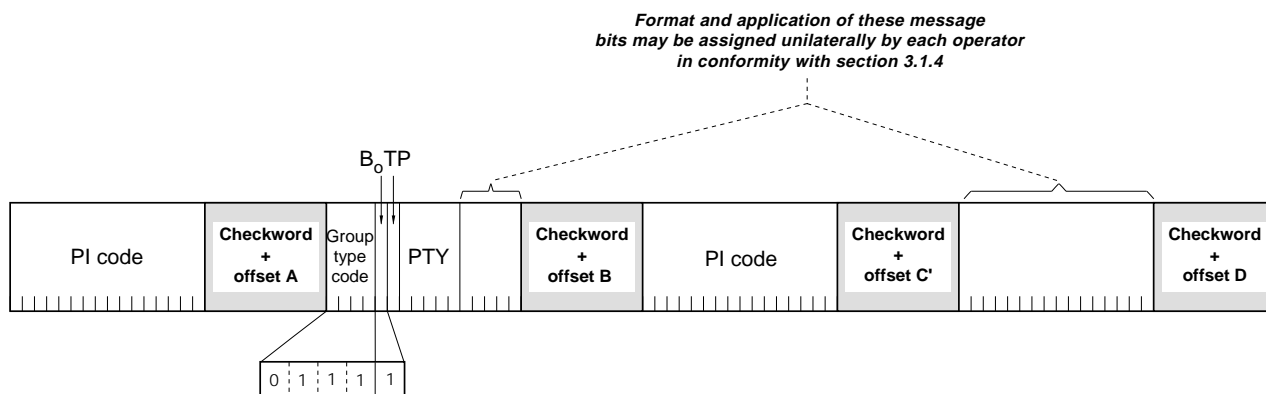 Format and application of these message
bits may be assigned unilaterally by each operator
in conformity with section 3.1.4
BoTP
PI code
Checkword
+
offset A
Group
type
code
PTY
Checkword
+
offset B
PI code
Checkword
+
offset C'
Checkword
+
offset D
0 1 1 1 1